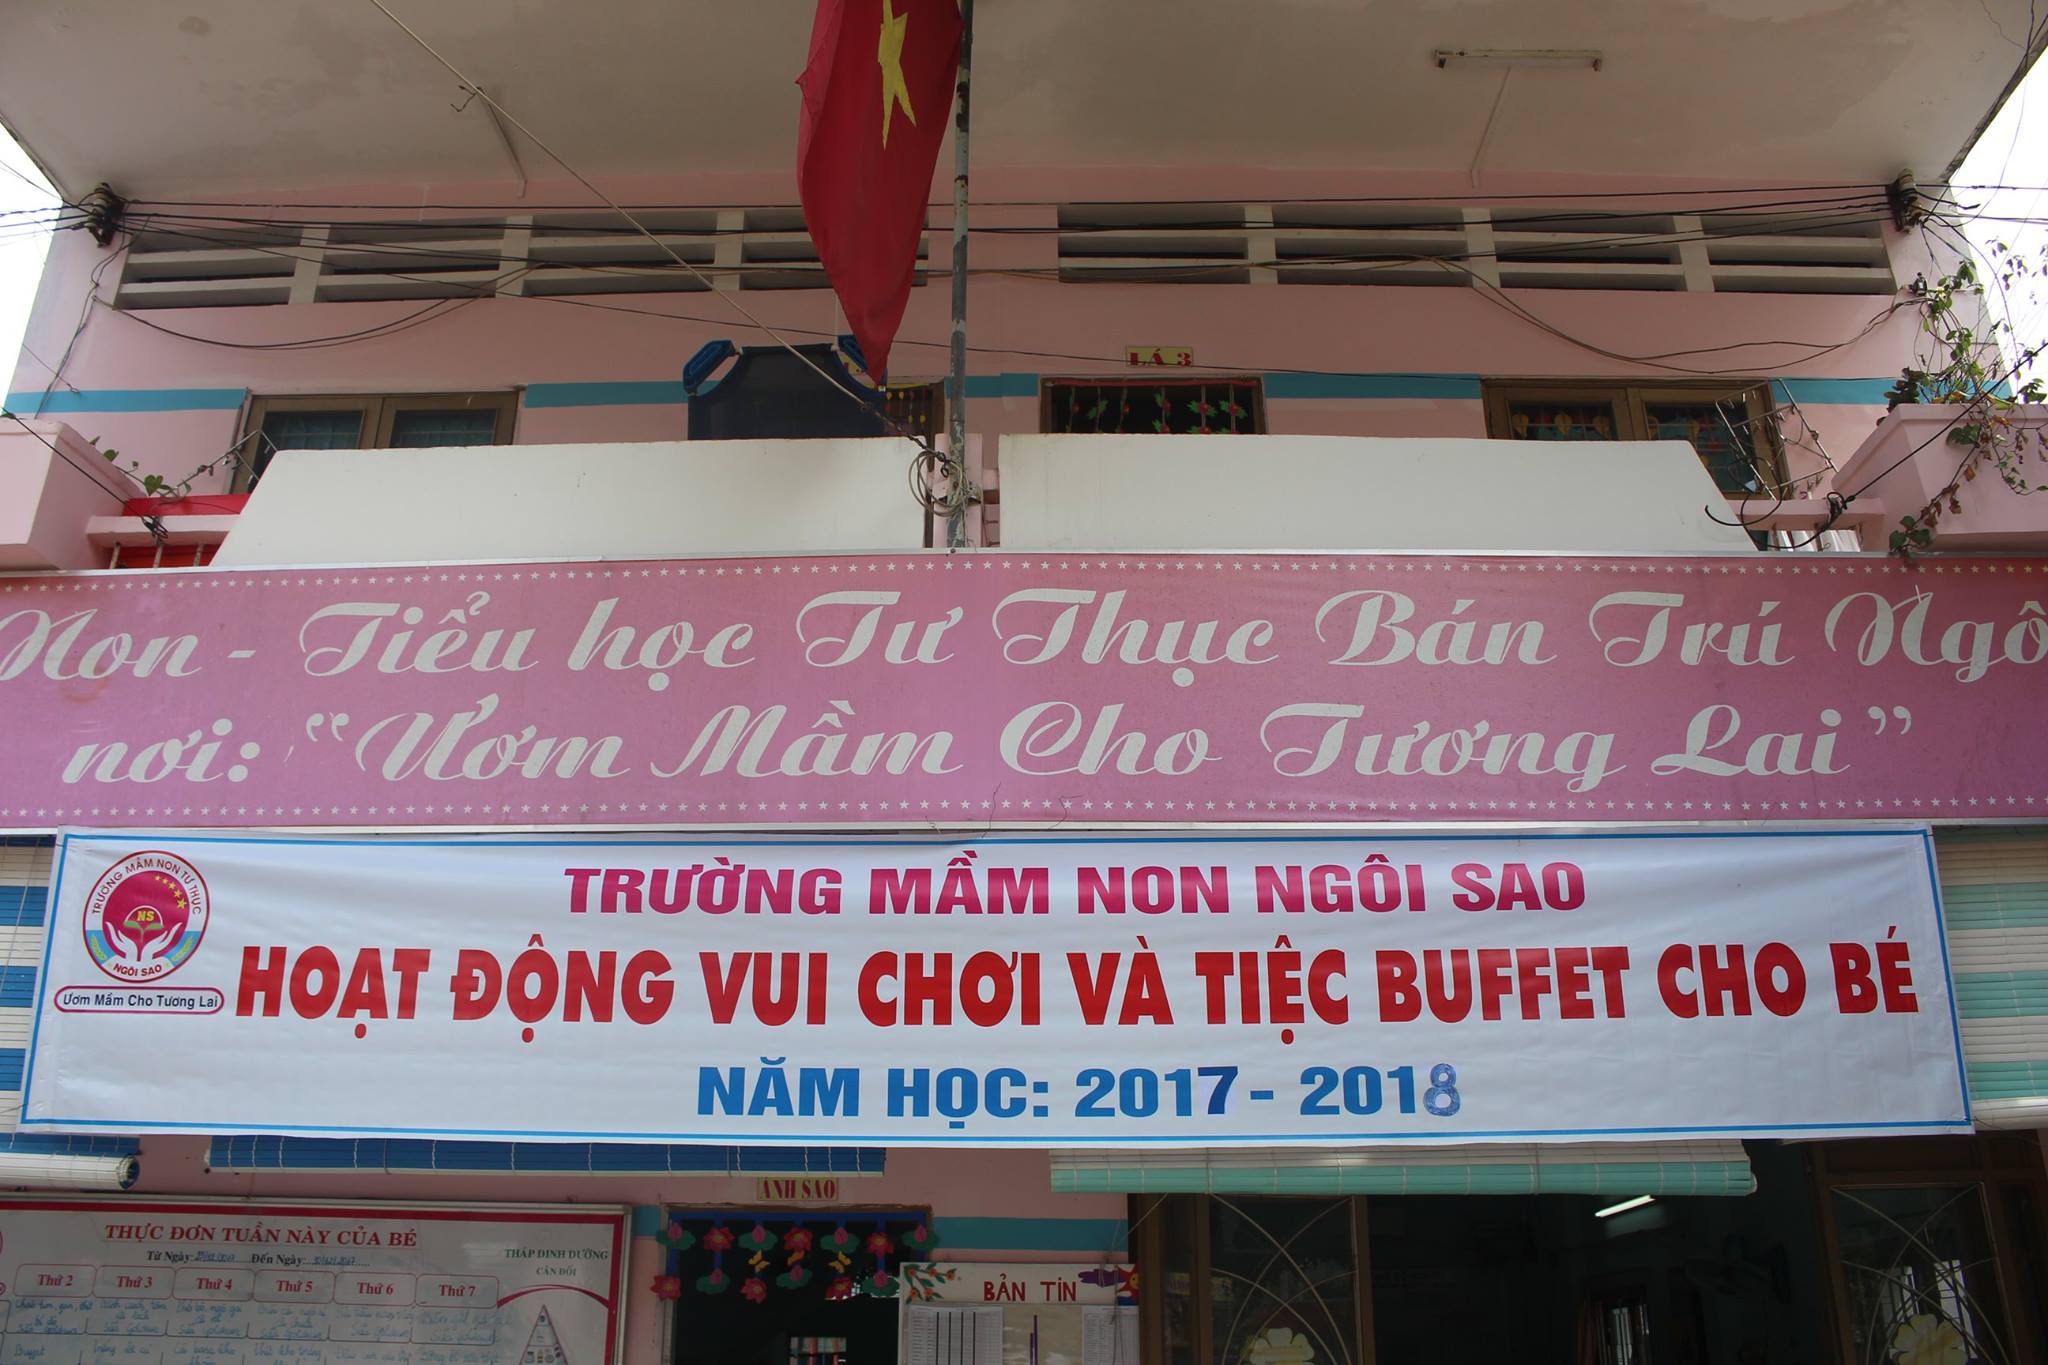 LÁ 3
Non - Tiểu học Tư Thục Bán Trú Ngô
nơi: "Ươm Mầm Cho Tương Lai"
TRƯỜNG MẦM NON TƯ THỤC
NS
NGÔI SAO
Ươm Mầm Cho Tương Lai
TRƯỜNG MẦM NON NGÔI SAO
HOẠT ĐỘNG VUI CHƠI VÀ TIỆC BUFFET CHO BÉ
NĂM HỌC: 2017 - 2018
ÁNH SAO
THỰC ĐƠN TUẦN NÀY CỦA BÉ
Từ Ngày: Đến Ngày:
THÁP DINH DƯỠNG
CÂN ĐỐI
Thứ 2 Thứ 3 Thứ 4 Thứ 5 Thứ 6 Thứ 7
Buffet
BẢN TIN